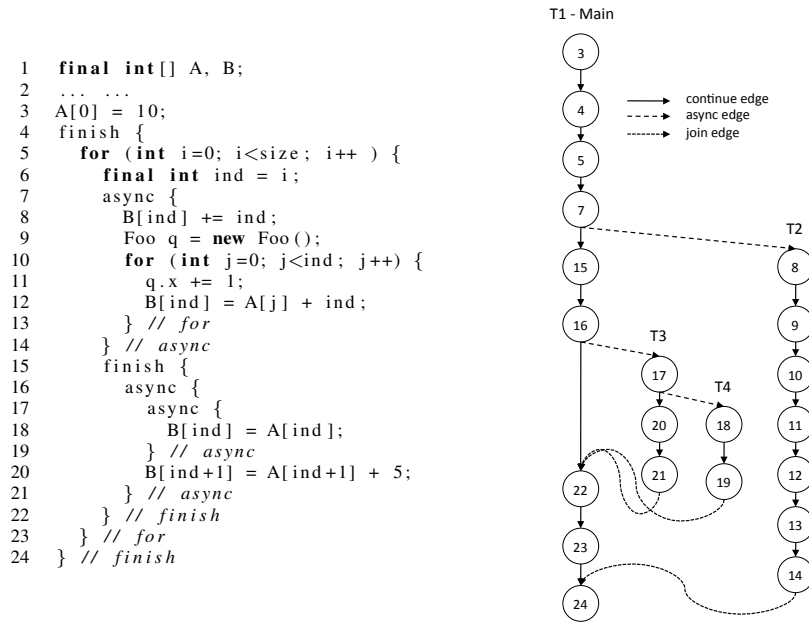 T1 - Main
1 final int[] A, B;
2 ... ...
3 A[0] = 10;
4 finish {
5 for (int i=0; i<size; i++ ) {
6 final int ind = i;
7 async {
8 B[ind] += ind;
9 Foo q = new Foo();
10 for (int j=0; j<ind; j++) {
11 q.x += 1;
12 B[ind] = A[j] + ind;
13 } // for
14 } // async
15 finish {
16 async {
17 async {
18 B[ind] = A[ind];
19 } // async
20 B[ind+1] = A[ind+1] + 5;
21 } // async
22 } // finish
23 } // for
24 } // finish
3
4
5
7
15
16
22
23
24
continue edge
async edge
join edge
T2
8
9
10
11
12
13
14
T3
17
20
21
T4
18
19